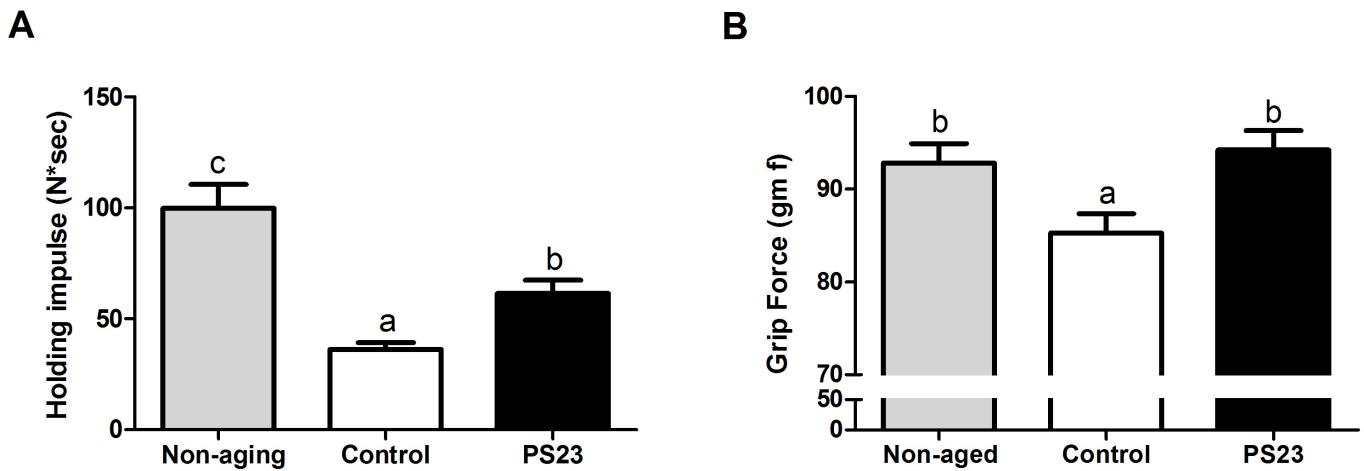 A
Holding impulse (N*sec)
150
100
50
0
c
a
b
Non-aging Control PS23
B
Grip Force (gm f)
100
90
80
70
50
0
b
a
b
Non-aged Control PS23